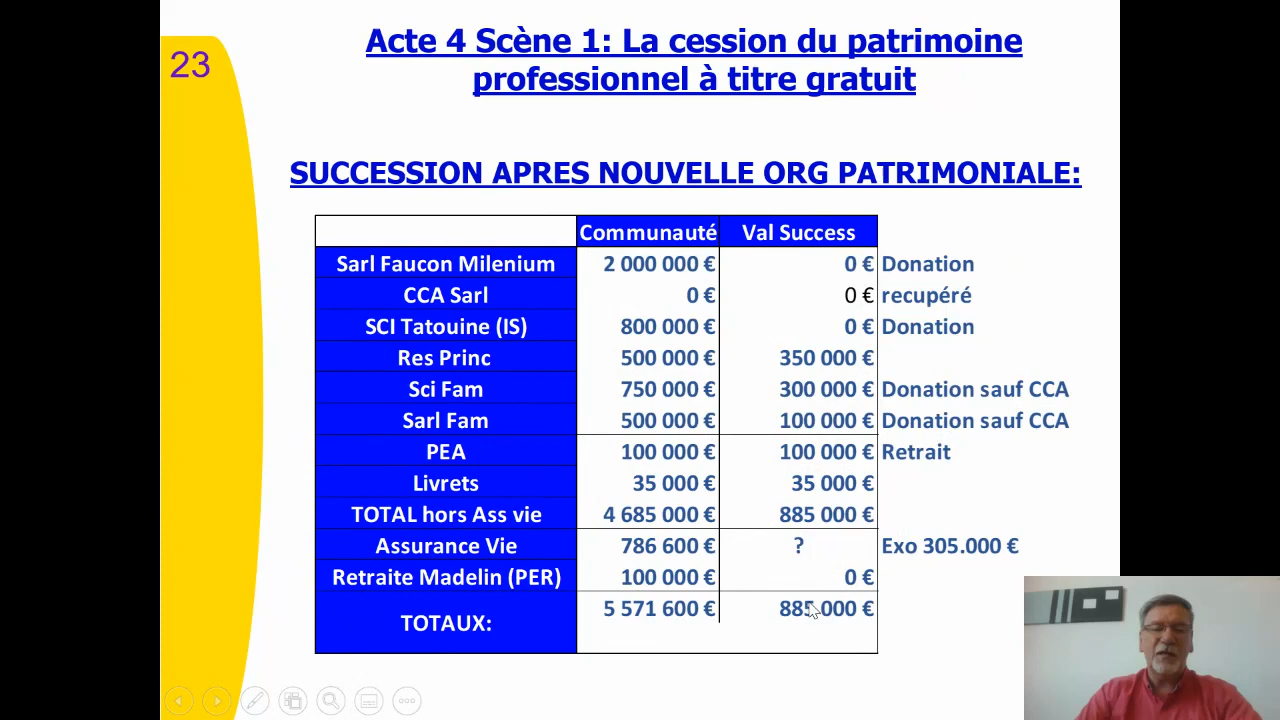 23
Acte 4 Scène 1: La cession du patrimoine
professionnel à titre gratuit
SUCCESSION APRES NOUVELLE ORG PATRIMONIALE:
Communauté Val Success
Sarl Faucon Milenium 2 000 000 € 0 € Donation
CCA Sarl 0 € 0 € recupéré
SCI Tatouine (IS) 800 000 € 0 € Donation
Res Princ 500 000 € 350 000 €
Sci Fam 750 000 € 300 000 € Donation sauf CCA
Sarl Fam 500 000 € 100 000 € Donation sauf CCA
PEA 100 000 € 100 000 € Retrait
Livrets 35 000 € 35 000 €
TOTAL hors Ass vie 4 685 000 € 885 000 €
Assurance Vie 786 600 € ? Exo 305.000 €
Retraite Madelin (PER) 100 000 € 0 €
TOTAUX: 5 571 600 € 885 000 €